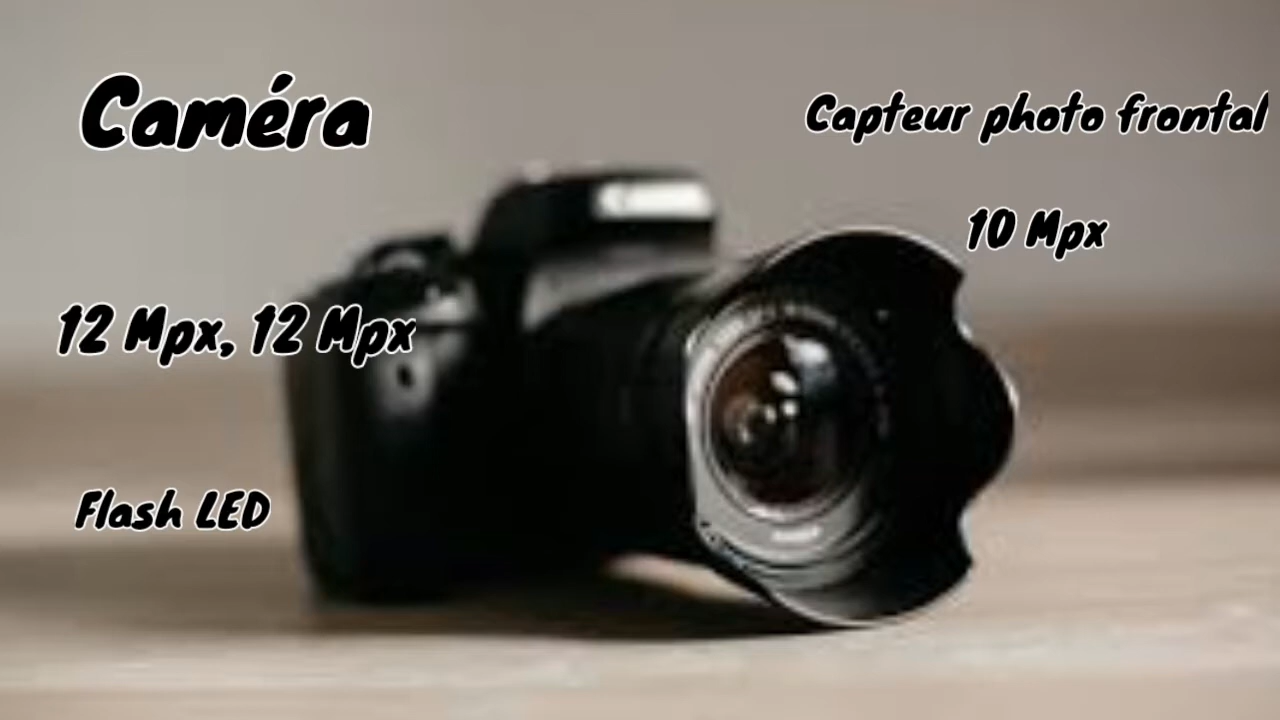 Caméra
12 Mpx, 12 Mpx
Flash LED
Capteur photo frontal
10 Mpx